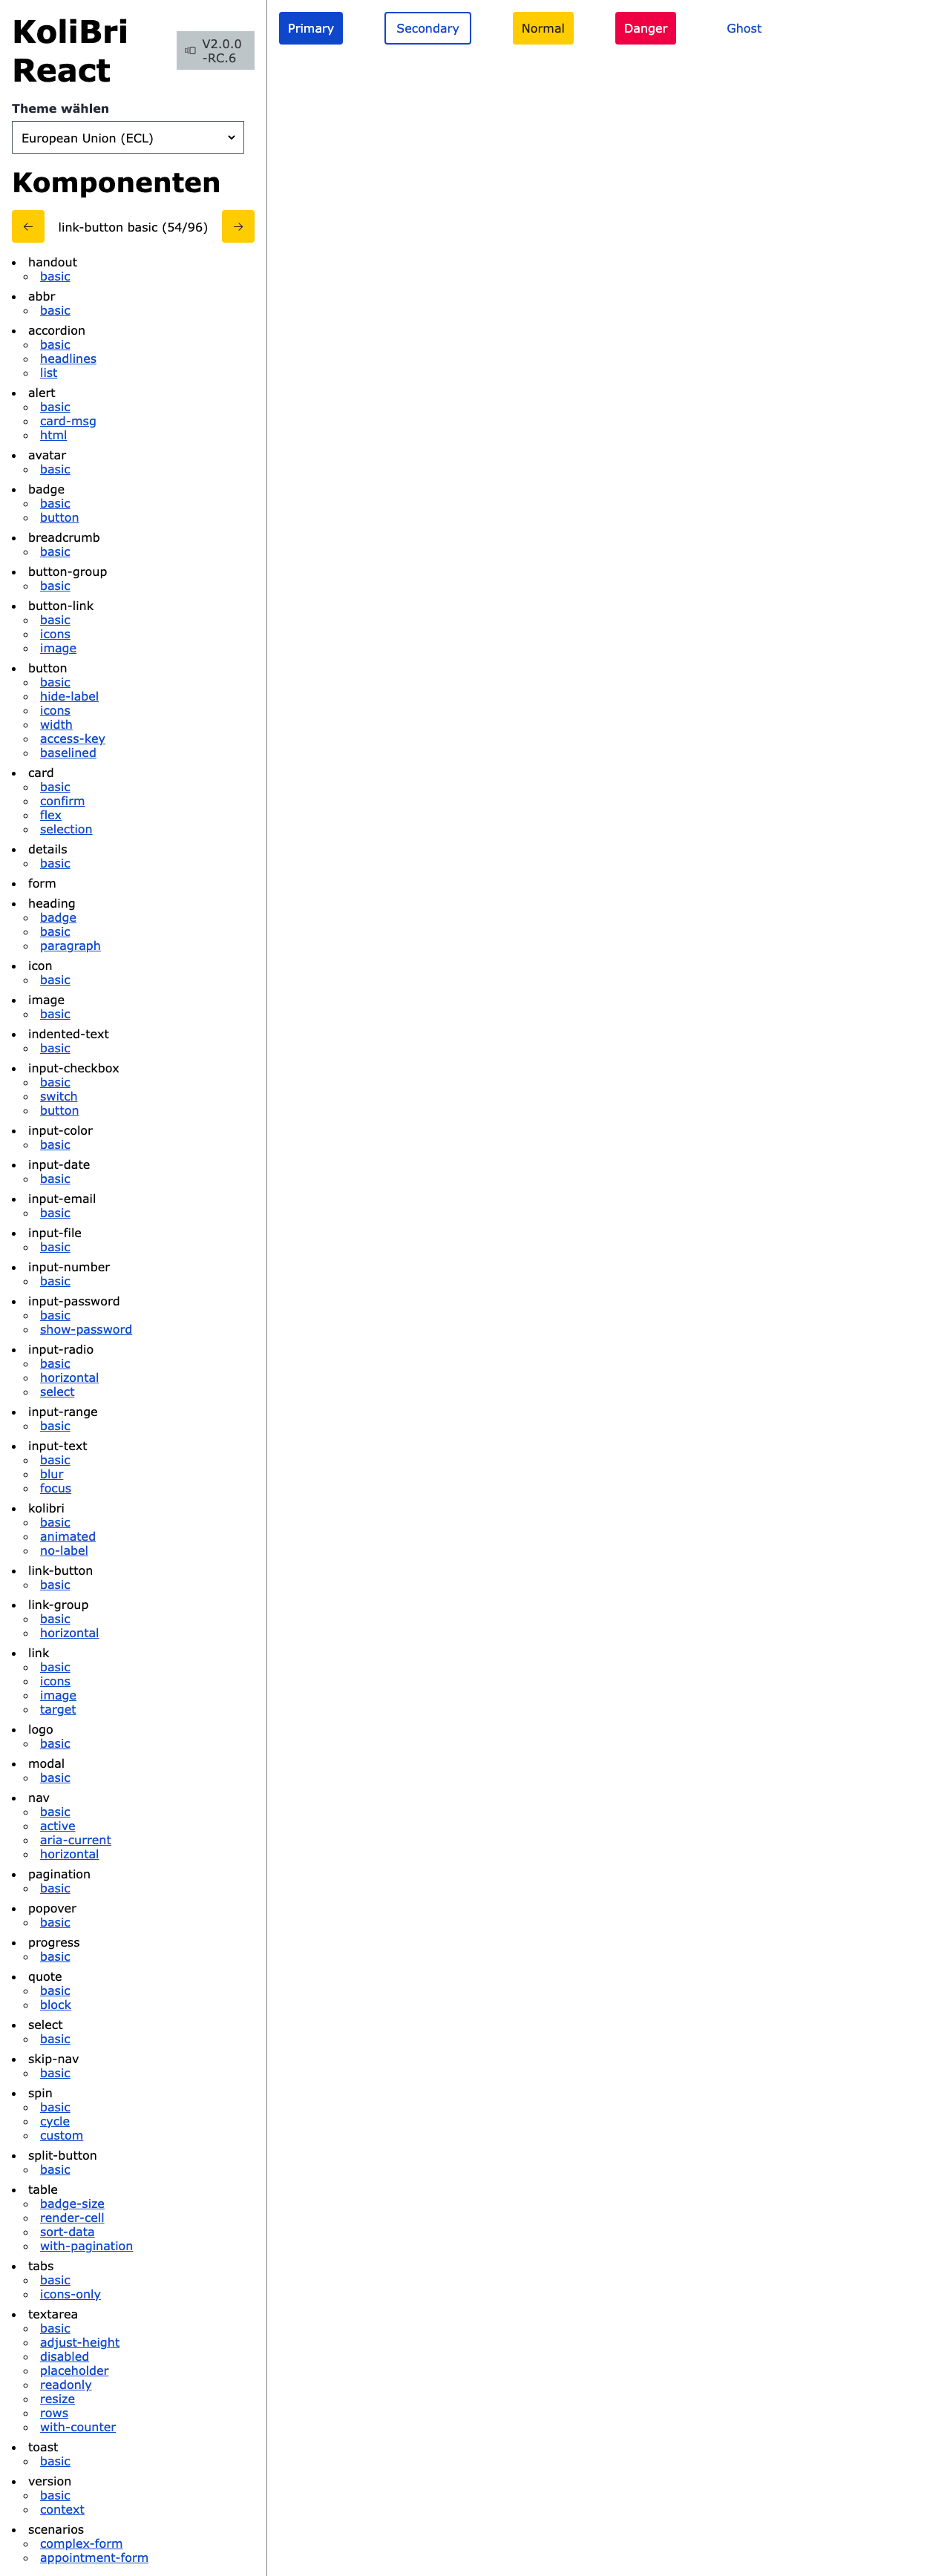 KoliBri
React
V2.0.0
-RC.6
Theme wählen
European Union (ECL)
Komponenten
← link-button basic (54/96) →
handout
basic
abbr
basic
accordion
basic
headlines
list
alert
basic
card-msg
html
avatar
basic
badge
basic
button
breadcrumb
basic
button-group
basic
button-link
basic
icons
image
button
basic
hide-label
icons
width
access-key
baselined
card
basic
confirm
flex
selection
details
basic
form
heading
badge
basic
paragraph
icon
basic
image
basic
indented-text
basic
input-checkbox
basic
switch
button
input-color
basic
input-date
basic
input-email
basic
input-file
basic
input-number
basic
input-password
basic
show-password
input-radio
basic
horizontal
select
input-range
basic
input-text
basic
blur
focus
kolibri
basic
animated
no-label
link-button
basic
link-group
basic
horizontal
link
basic
icons
image
target
logo
basic
modal
basic
nav
basic
active
aria-current
horizontal
pagination
basic
popover
basic
progress
basic
quote
basic
block
select
basic
skip-nav
basic
spin
basic
cycle
custom
split-button
basic
table
badge-size
render-cell
sort-data
with-pagination
tabs
basic
icons-only
textarea
basic
adjust-height
disabled
placeholder
readonly
resize
rows
with-counter
toast
basic
version
basic
context
scenarios
complex-form
appointment-form
Primary Secondary Normal Danger Ghost